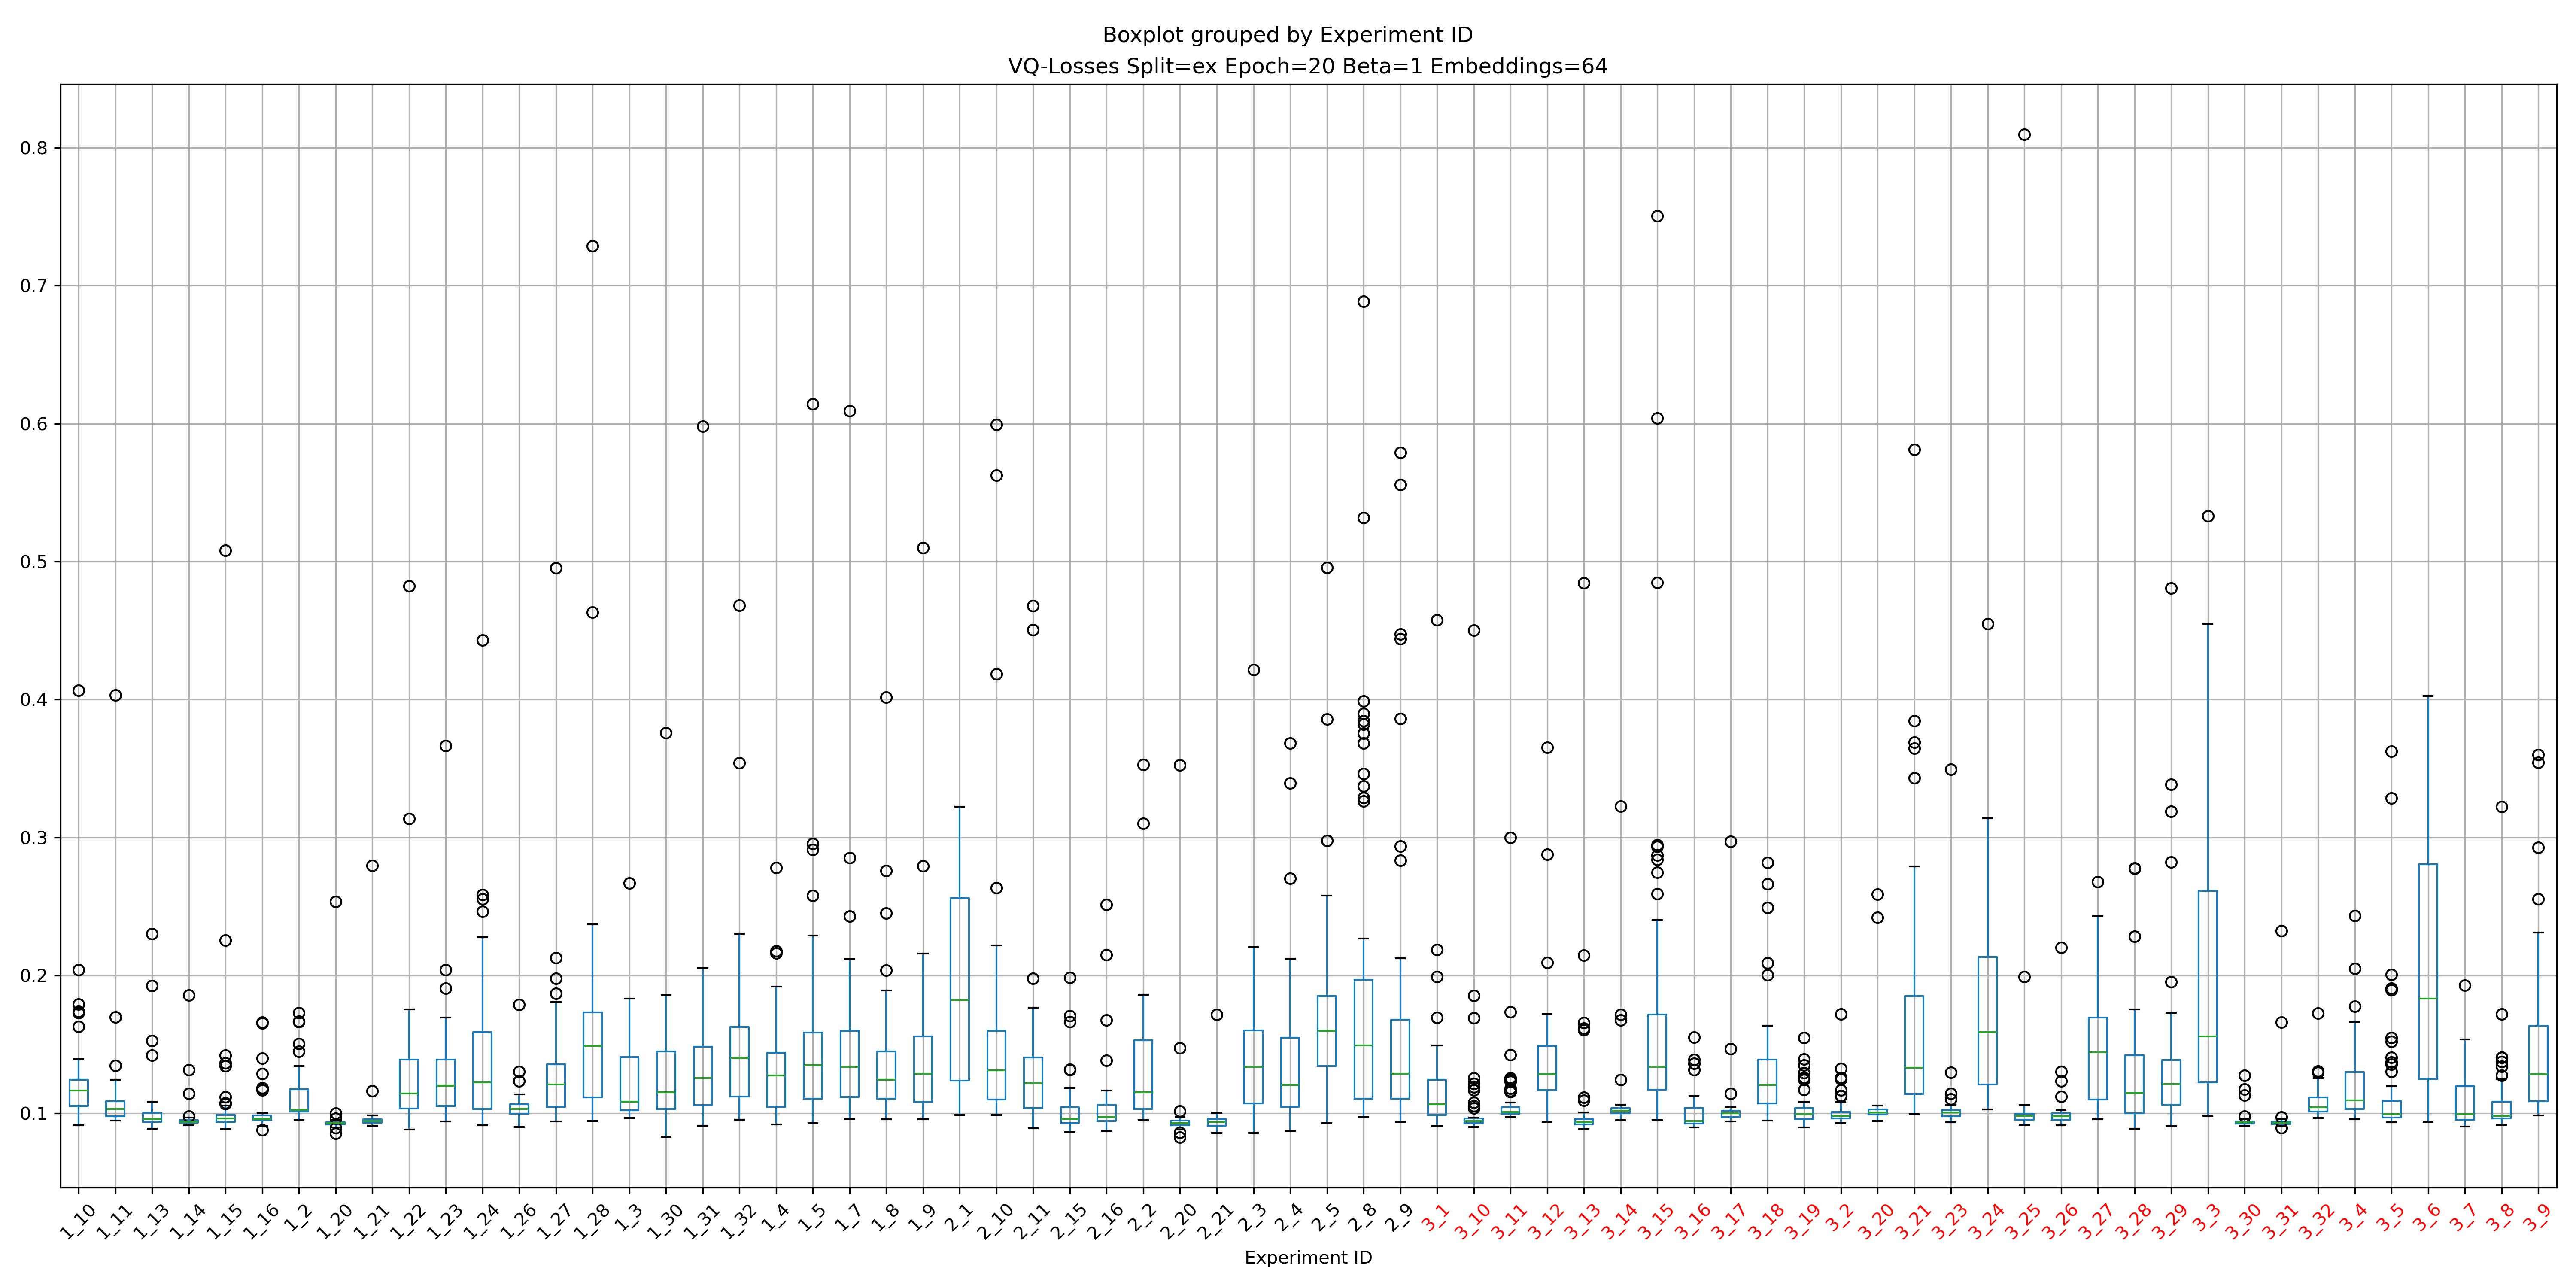 Boxplot grouped by Experiment ID
VQ-Losses Split=ex Epoch=20 Beta=1 Embeddings=64
0.8
0.7
0.6
0.5
0.4
0.3
0.2
0.1
1_10 1_11 1_13 1_14 1_15 1_16 1_2 1_20 1_21 1_22 1_23 1_24 1_26 1_27 1_28 1_3 1_30 1_31 1_32 1_4 1_5 1_7 1_8 1_9 2_1 2_10 2_11 2_15 2_16 2_2 2_20 2_21 2_3 2_4 2_5 2_8 2_9 3_1 3_10 3_11 3_12 3_13 3_14 3_15 3_16 3_17 3_18 3_19 3_2 3_20 3_21 3_23 3_24 3_25 3_26 3_27 3_28 3_29 3_3 3_30 3_31 3_32 3_4 3_5 3_6 3_7 3_8 3_9
Experiment ID